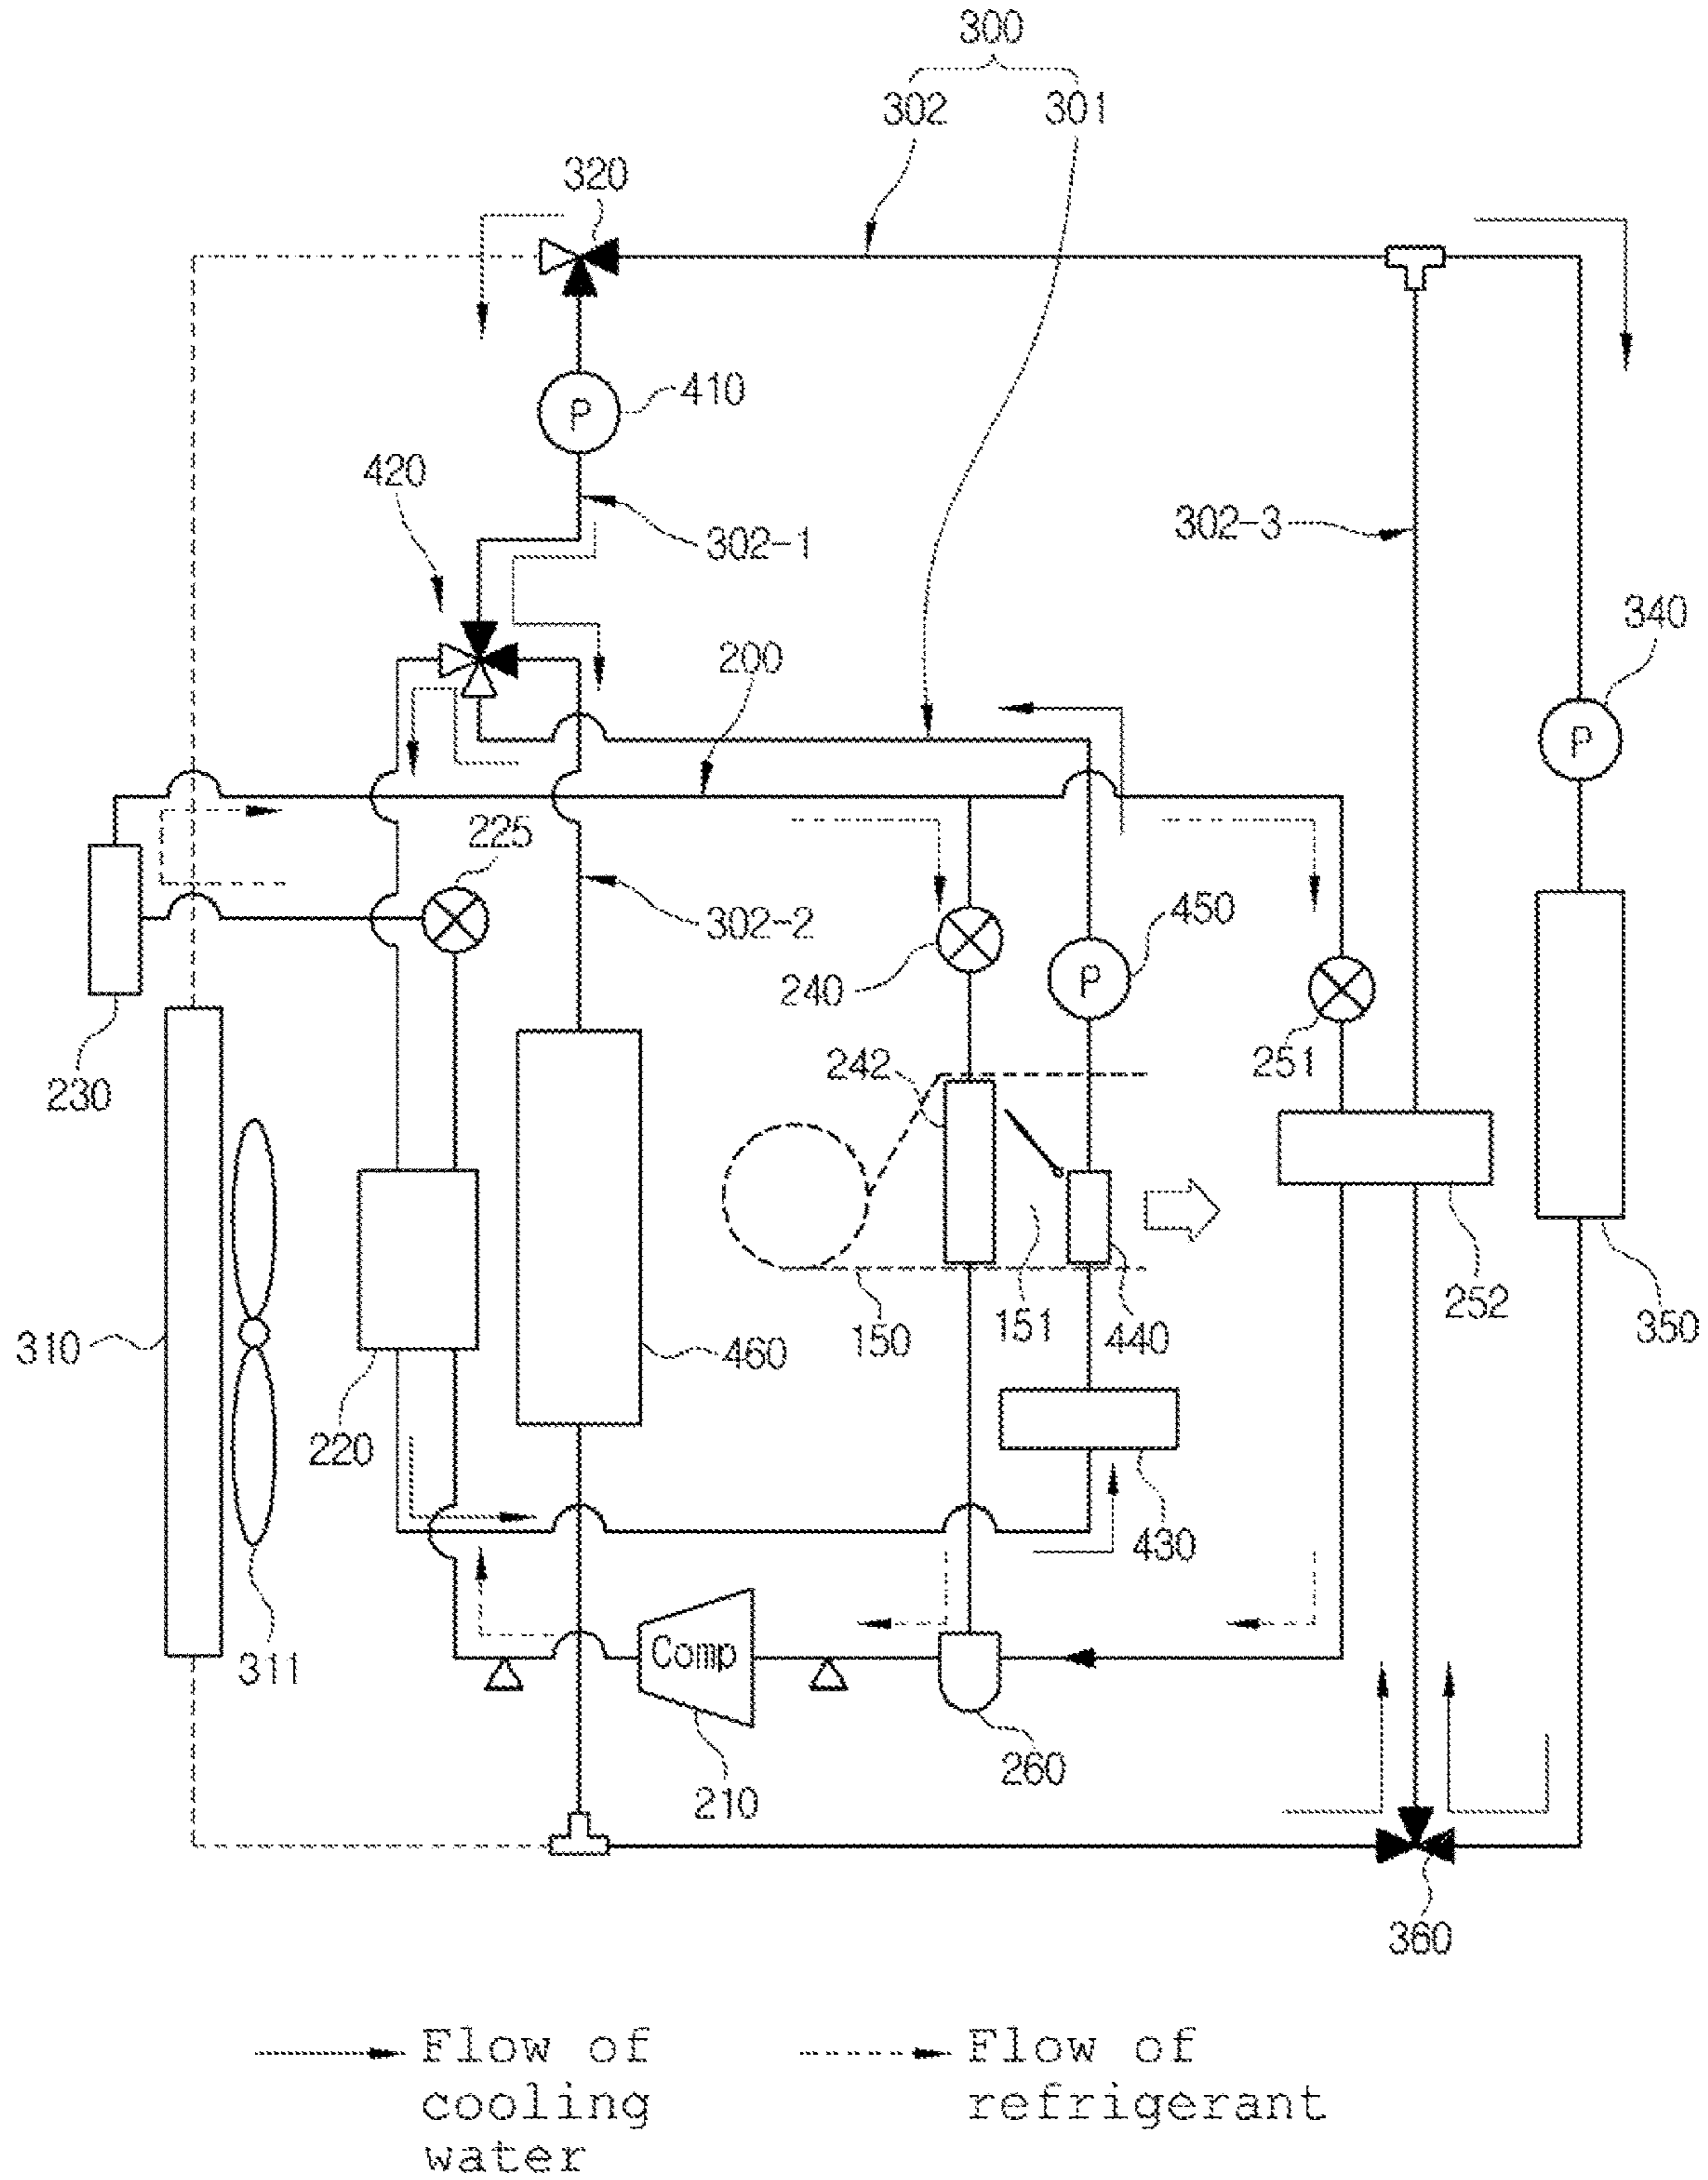 300
302 301
320
P 410
420
302-1
302-3
340
200
P
225
302-2
450
240 P
251
242
230
252
350
150 151 440
310 460
220
430
311
Comp
260
210
360
Flow of Flow of
cooling refrigerant
water